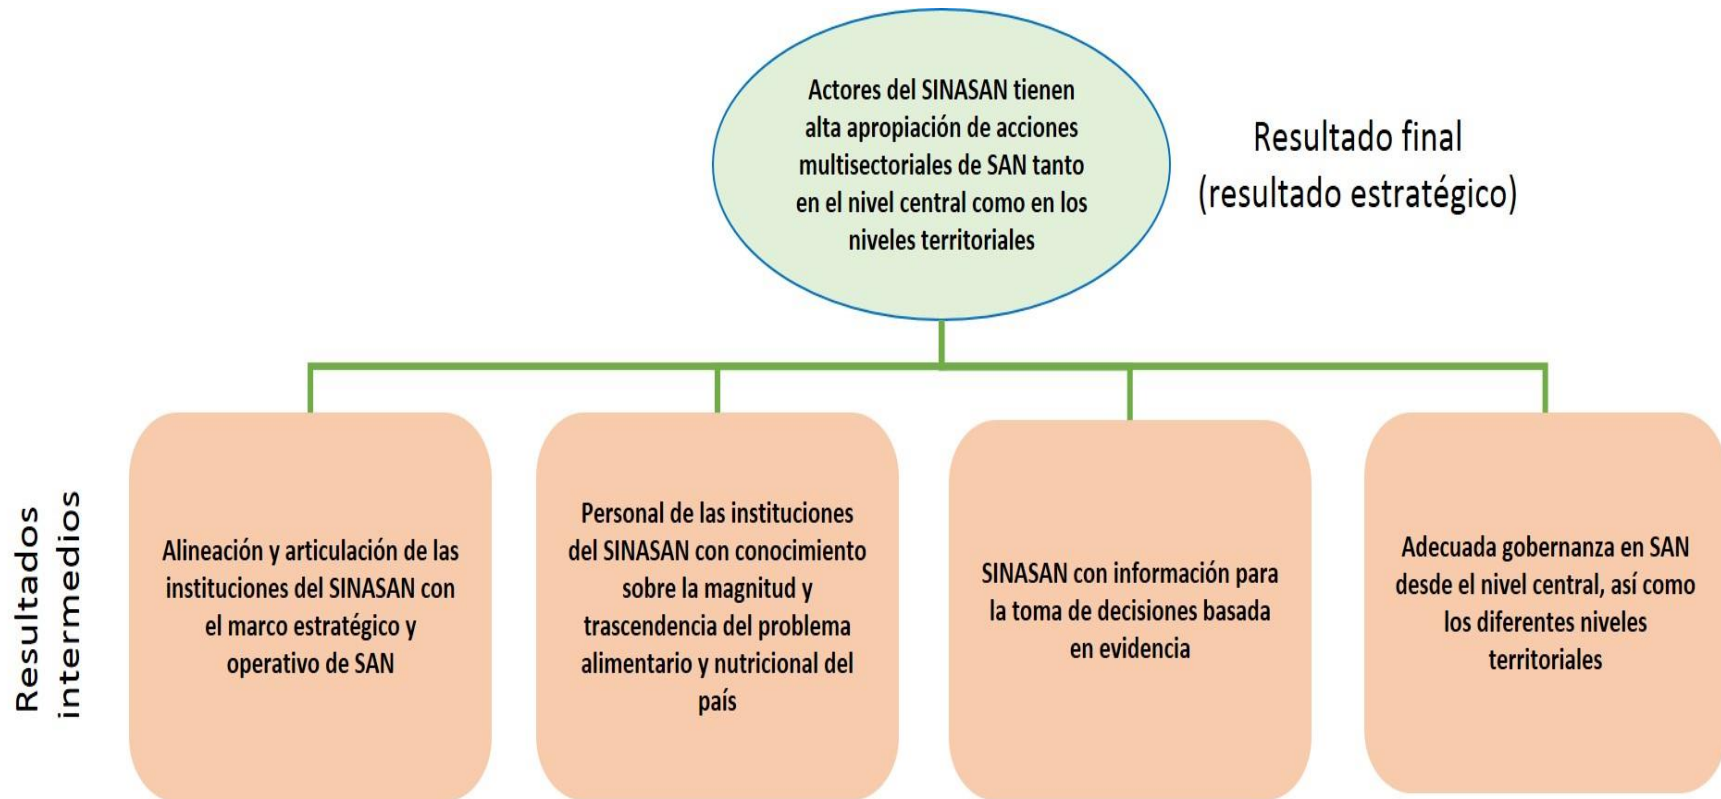 Actores del SINASAN tienen
alta apropiación de acciones
multisectoriales de SAN tanto
en el nivel central como en los
niveles territoriales
Resultado final
(resultado estratégico)
Resultados
intermedios
Alineación y articulación de las
instituciones del SINASAN con
el marco estratégico y
operativo de SAN
Personal de las instituciones
del SINASAN con conocimiento
sobre la magnitud y
trascendencia del problema
alimentario y nutricional del
país
SINASAN con información para
la toma de decisiones basada
en evidencia
Adecuada gobernanza en SAN
desde el nivel central, así como
los diferentes niveles
territoriales